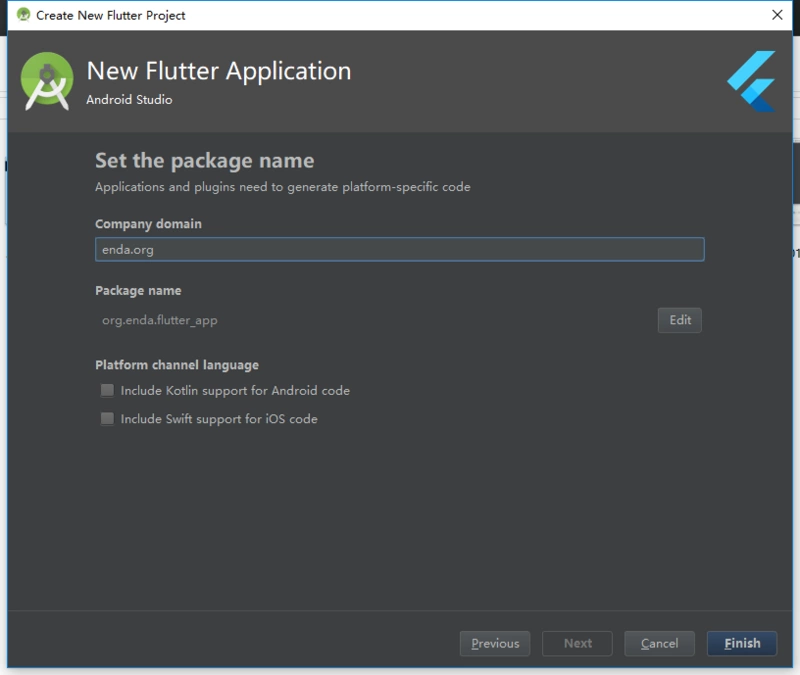 Create New Flutter Project
New Flutter Application
Android Studio
Set the package name
Applications and plugins need to generate platform-specific code
Company domain
enda.org
Package name
org.enda.flutter_app
Edit
Platform channel language
Include Kotlin support for Android code
Include Swift support for iOS code
Previous
Next
Cancel
Finish